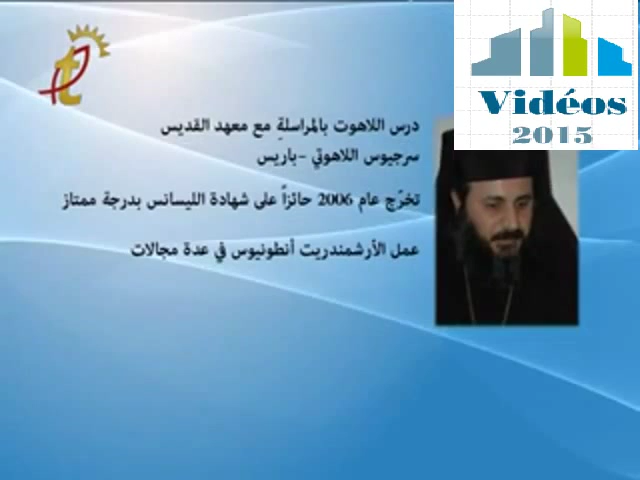 Vidéos
2015
درس اللاهوت بالمراسلةِ مع معهد القديس
سرجيوس اللاهوتي -باريس
تخرّج عام 2006 حائزاً على شهادة الليسانس بدرجة ممتاز
عمل الأرشمندريت أنطونيوس في عدة مجالات